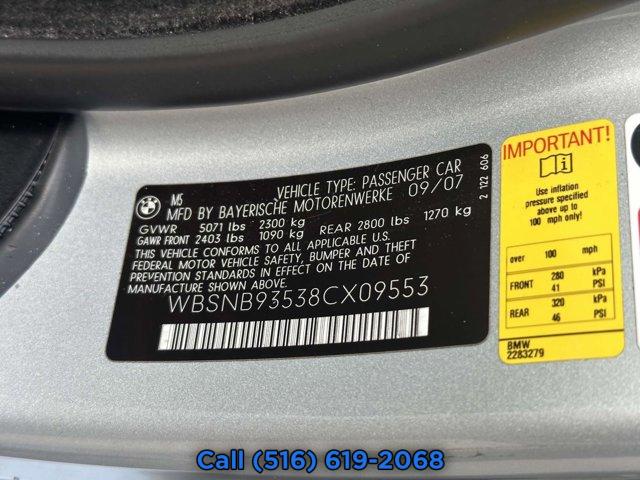 M5
VEHICLE TYPE: PASSENGER CAR
MFD BY BAYERISCHE MOTORENWERKE 09/07
GVWR 5071 lbs 2300 kg
GAWR FRONT 2403 lbs 1090 kg REAR 2800 lbs 1270 kg
THIS VEHICLE CONFORMS TO ALL APPLICABLE
FEDERAL MOTOR VEHICLE SAFETY, BUMPER AND THEFT
PREVENTION STANDARDS IN EFFECT ON THE DATE OF
MANUFACTURE SHOWN ABOVE.
WBSNB93538CX09553
2 122 606
IMPORTANT!
Use inflation
pressure specified
above up to
100 mph only!
over 100 mph
FRONT 280 kPa
41 PSI
REAR 320 kPa
46 PSI
BMW
2283279
Call (516) 619-2068